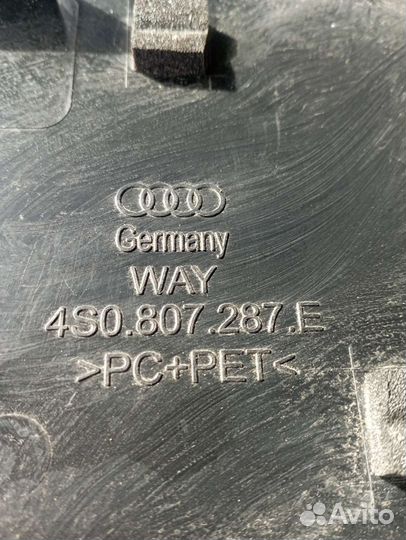 Germany
WAY
4S0.807.287.E
>PC+PET<
Avito